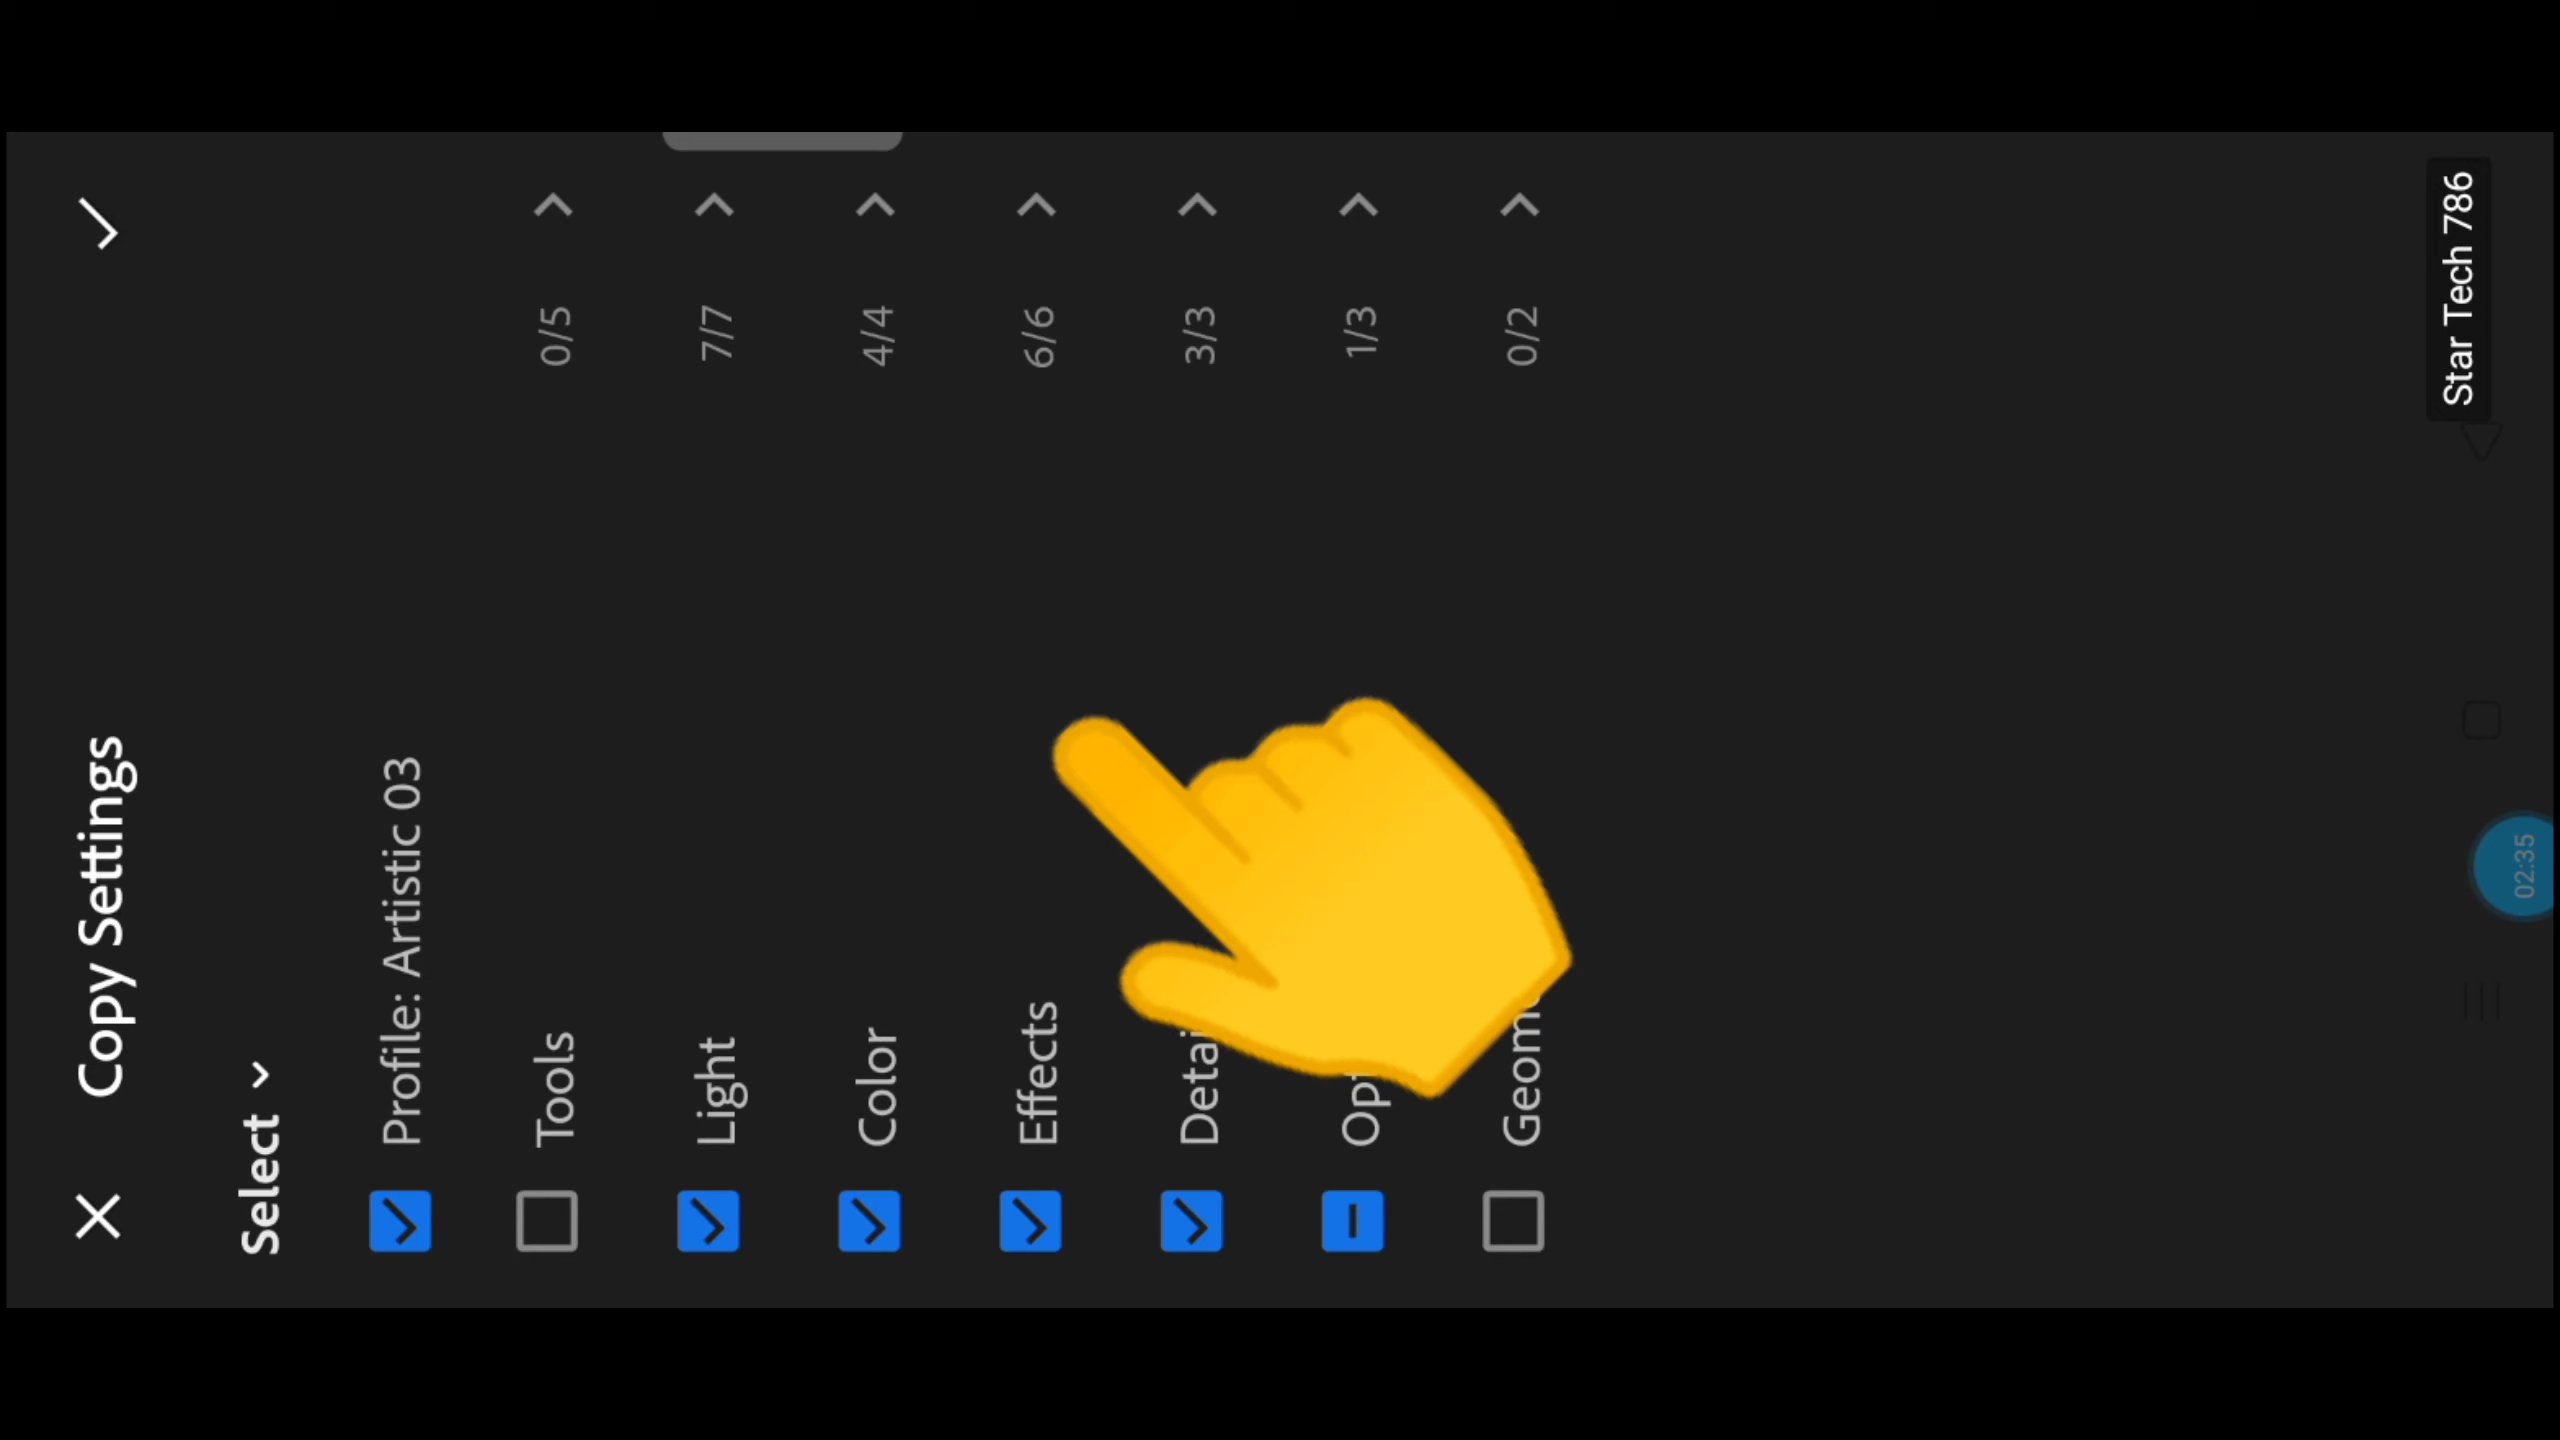 Copy Settings
Select
Profile: Artistic 03
Tools 0/5
Light 7/7
Color 4/4
Effects 6/6
3/3
1/3
0/2
Star Tech 786
02:35